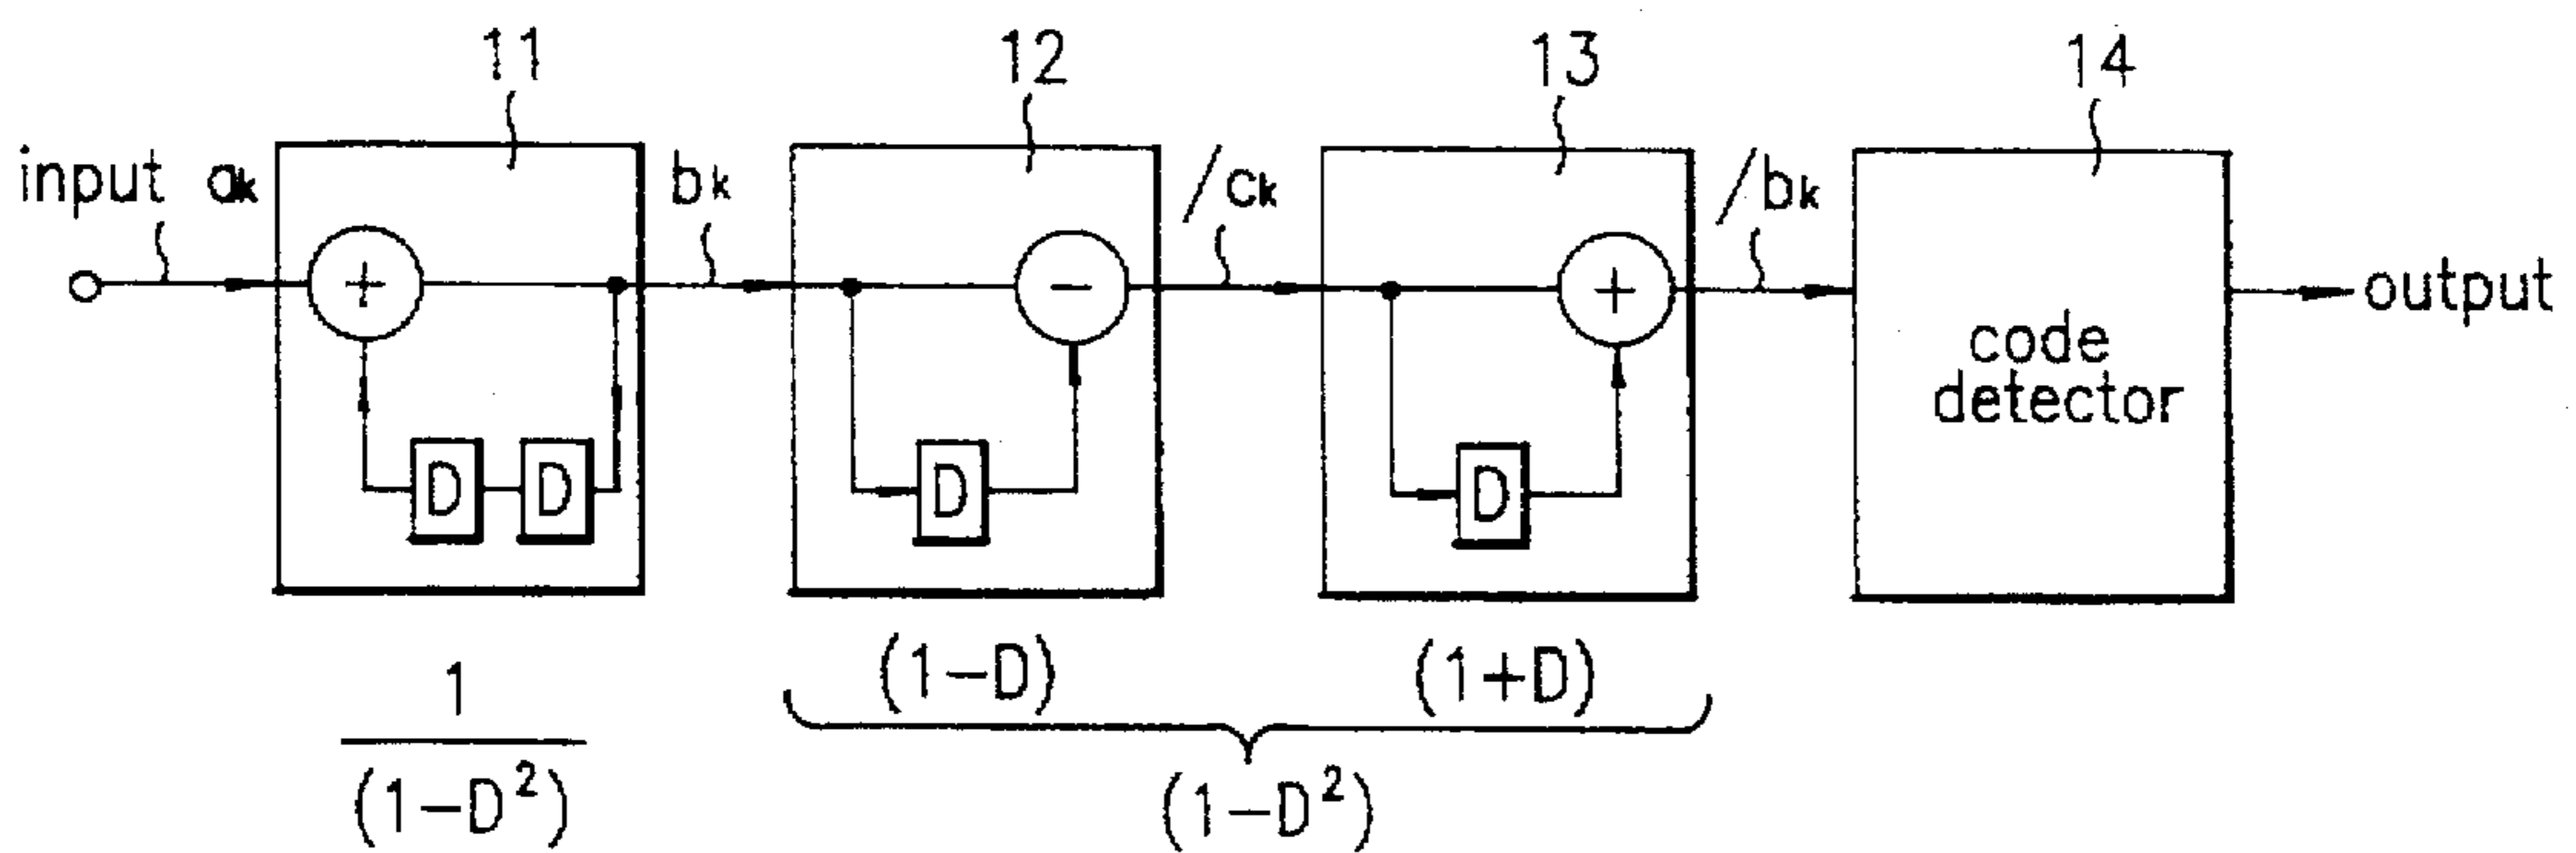 11
12
13
14
input ak
bk
/ck
/bk
+
−
+
code
detector
output
D
D
D
D
(1−D)
(1+D)
1
(1−D²)
(1−D²)